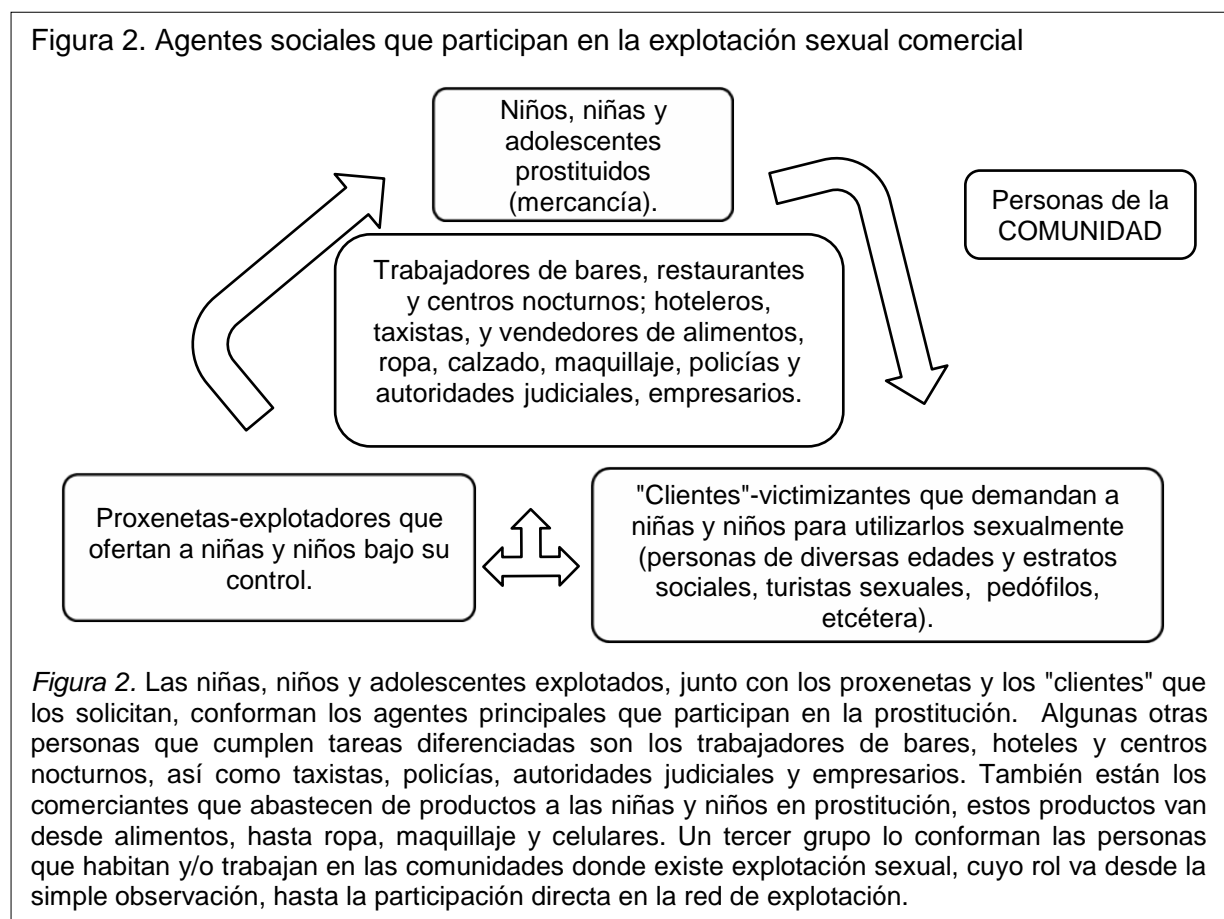 Figura 2. Agentes sociales que participan en la explotación sexual comercial
Niños, niñas y
adolescentes
prostituidos
(mercancía).
Personas de la
COMUNIDAD
Trabajadores de bares, restaurantes
y centros nocturnos; hoteleros,
taxistas, y vendedores de alimentos,
ropa, calzado, maquillaje, policías y
autoridades judiciales, empresarios.
Proxenetas-explotadores que
ofertan a niñas y niños bajo su
control.
"Clientes"-victimizantes que demandan a
niñas y niños para utilizarlos sexualmente
(personas de diversas edades y estratos
sociales, turistas sexuales, pedófilos,
etcétera).
Figura 2. Las niñas, niños y adolescentes explotados, junto con los proxenetas y los "clientes" que
los solicitan, conforman los agentes principales que participan en la prostitución. Algunas otras
personas que cumplen tareas diferenciadas son los trabajadores de bares, hoteles y centros
nocturnos, así como taxistas, policías, autoridades judiciales y empresarios. También están los
comerciantes que abastecen de productos a las niñas y niños en prostitución, estos productos van
desde alimentos, hasta ropa, maquillaje y celulares. Un tercer grupo lo conforman las personas
que habitan y/o trabajan en las comunidades donde existe explotación sexual, cuyo rol va desde la
simple observación, hasta la participación directa en la red de explotación.